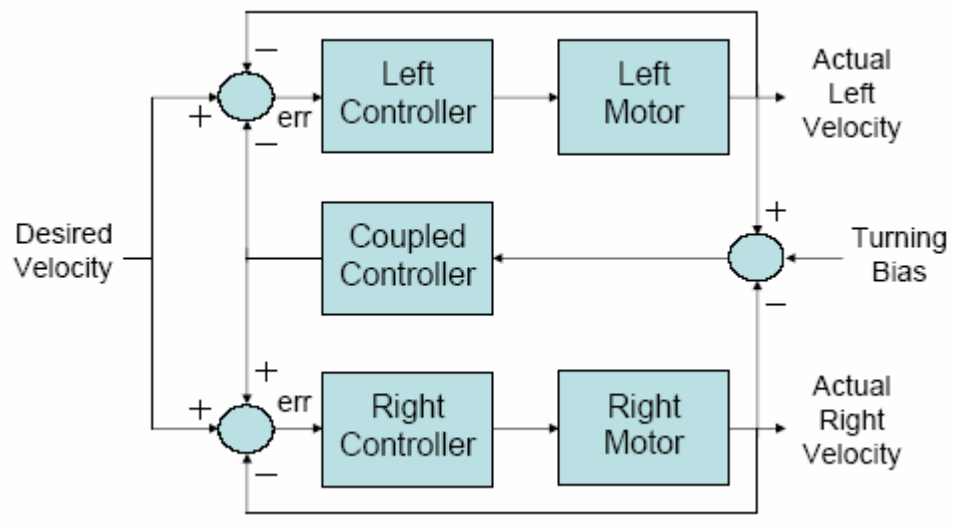 −
Left
Controller
Left
Motor
Actual
Left
Velocity
+
err
−
Desired
Velocity
Coupled
Controller
+
Turning
Bias
−
+
err
+
Right
Controller
Right
Motor
Actual
Right
Velocity
−